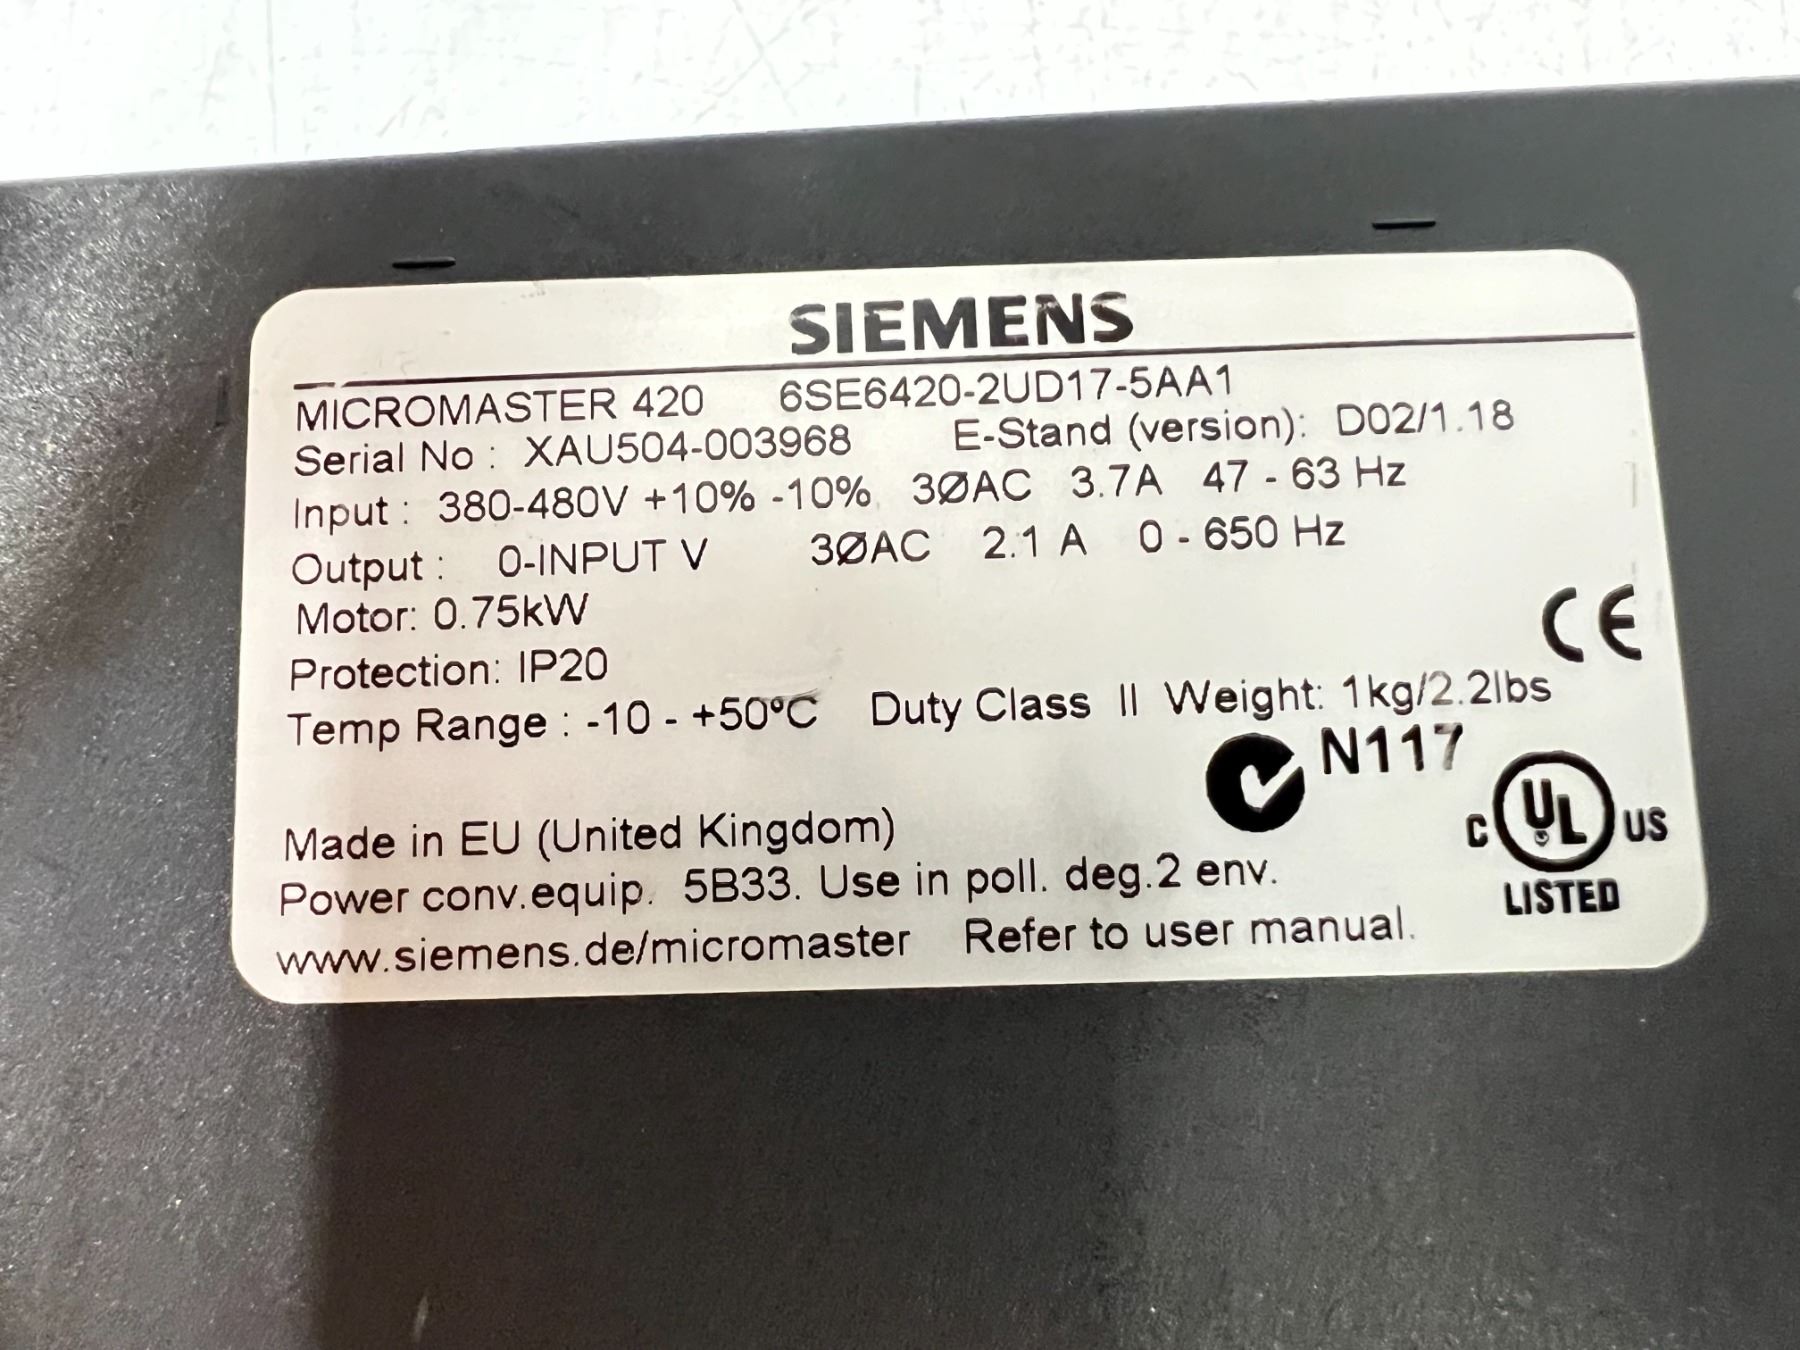 SIEMENS
MICROMASTER 420 6SE6420-2UD17-5AA1
Serial No : XAU504-003968 E-Stand (version): D02/1.18
Input : 380-480V +10% -10% 3ØAC 3.7A 47 - 63 Hz
Output : 0-INPUT V 3ØAC 2.1 A 0 - 650 Hz
Motor: 0.75kW
Protection: IP20
CE
Temp Range : -10 - +50ºC Duty Class II Weight: 1kg/2.2lbs
N117
Made in EU (United Kingdom)
C UL US
LISTED
Power conv.equip. 5B33. Use in poll. deg.2 env.
www.siemens.de/micromaster Refer to user manual.